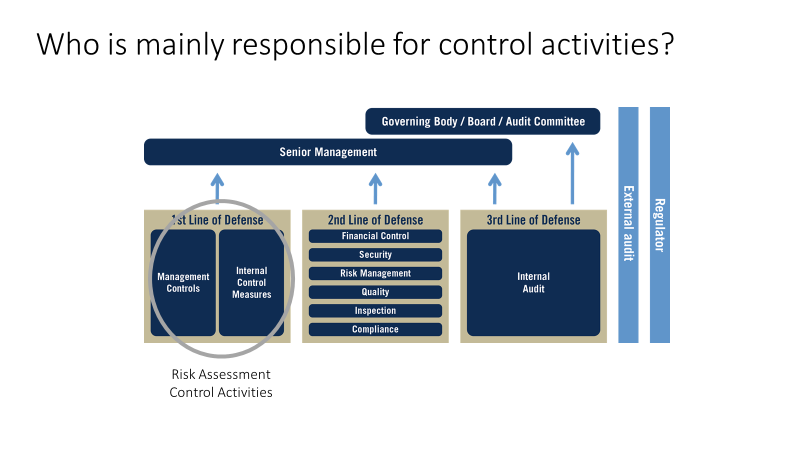 Who is mainly responsible for control activities?
Governing Body / Board / Audit Committee
Senior Management
1st Line of Defense
Management
Controls
Internal
Control
Measures
2nd Line of Defense
Financial Control
Security
Risk Management
Quality
Inspection
Compliance
3rd Line of Defense
Internal
Audit
External audit
Regulator
Risk Assessment
Control Activities